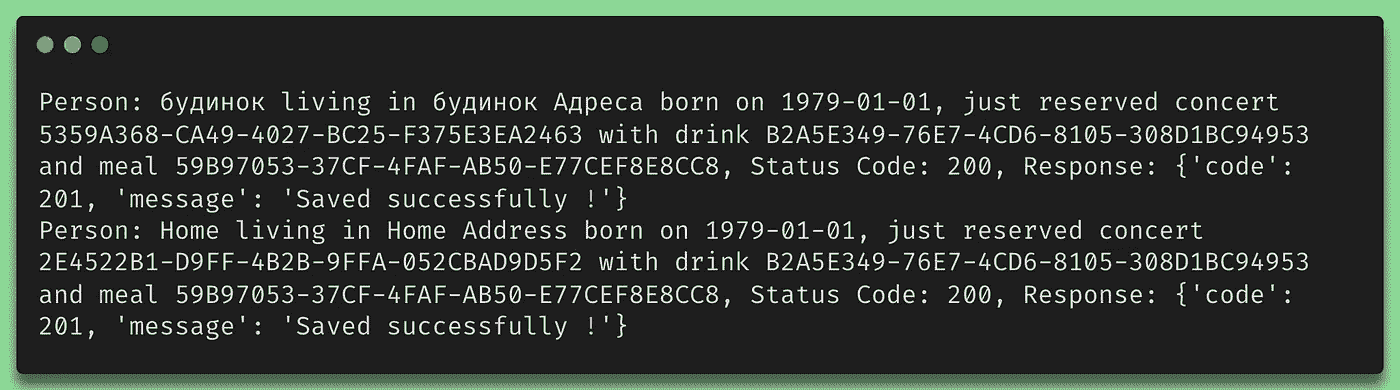 Person: будинок living in будинок Адреса born on 1979-01-01, just reserved concert
5359A368-CA49-4027-BC25-F375E3EA2463 with drink B2A5E349-76E7-4CD6-8105-308D1BC94953
and meal 59B97053-37CF-4FAF-AB50-E77CEF8E8CC8, Status Code: 200, Response: {'code':
201, 'message': 'Saved successfully !'}
Person: Home living in Home Address born on 1979-01-01, just reserved concert
2E4522B1-D9FF-4B2B-9FFA-052CBAD9D5F2 with drink B2A5E349-76E7-4CD6-8105-308D1BC94953
and meal 59B97053-37CF-4FAF-AB50-E77CEF8E8CC8, Status Code: 200, Response: {'code':
201, 'message': 'Saved successfully !'}